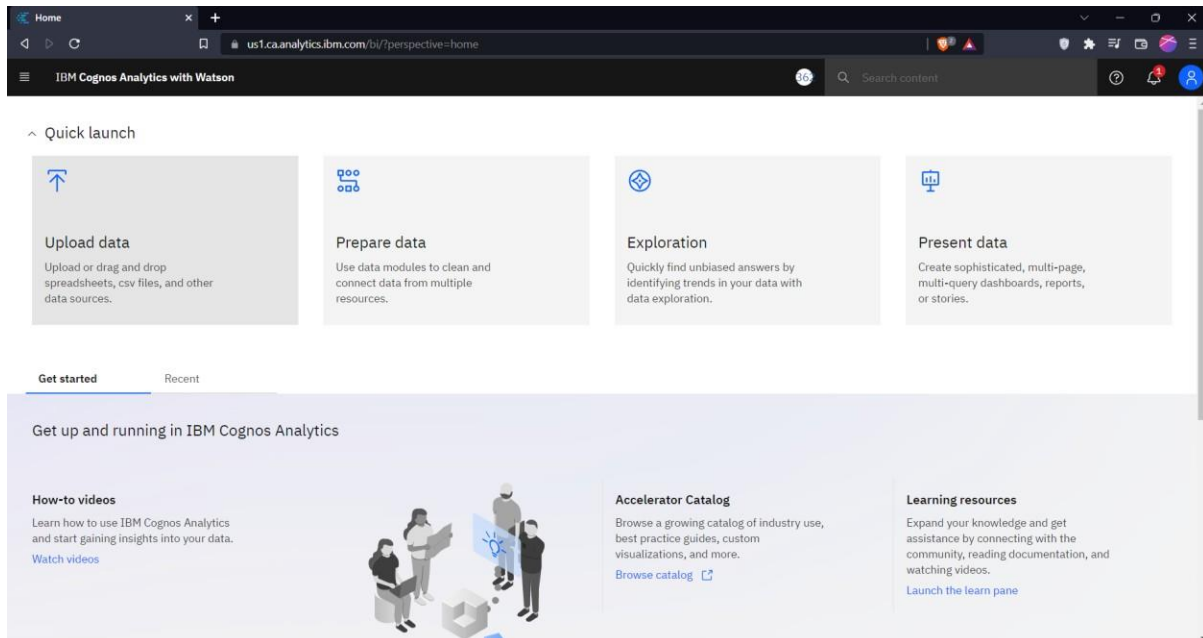 Home
us1.ca.analytics.ibm.com/bi/?perspective=home
2
IBM Cognos Analytics with Watson
Search content
1
Quick launch
Upload data
Upload or drag and drop
spreadsheets, csv files, and other
data sources.
Prepare data
Use data modules to clean and
connect data from multiple
resources.
Exploration
Quickly find unbiased answers by
identifying trends in your data with
data exploration.
Present data
Create sophisticated, multi-page,
multi-query dashboards, reports,
or stories.
Get started
Recent
Get up and running in IBM Cognos Analytics
How-to videos
Learn how to use IBM Cognos Analytics
and start gaining insights into your data.
Watch videos
Accelerator Catalog
Browse a growing catalog of industry use,
best practice guides, custom
visualizations, and more.
Browse catalog
Learning resources
Expand your knowledge and get
assistance by connecting with the
community, reading documentation, and
watching videos.
Launch the learn pane